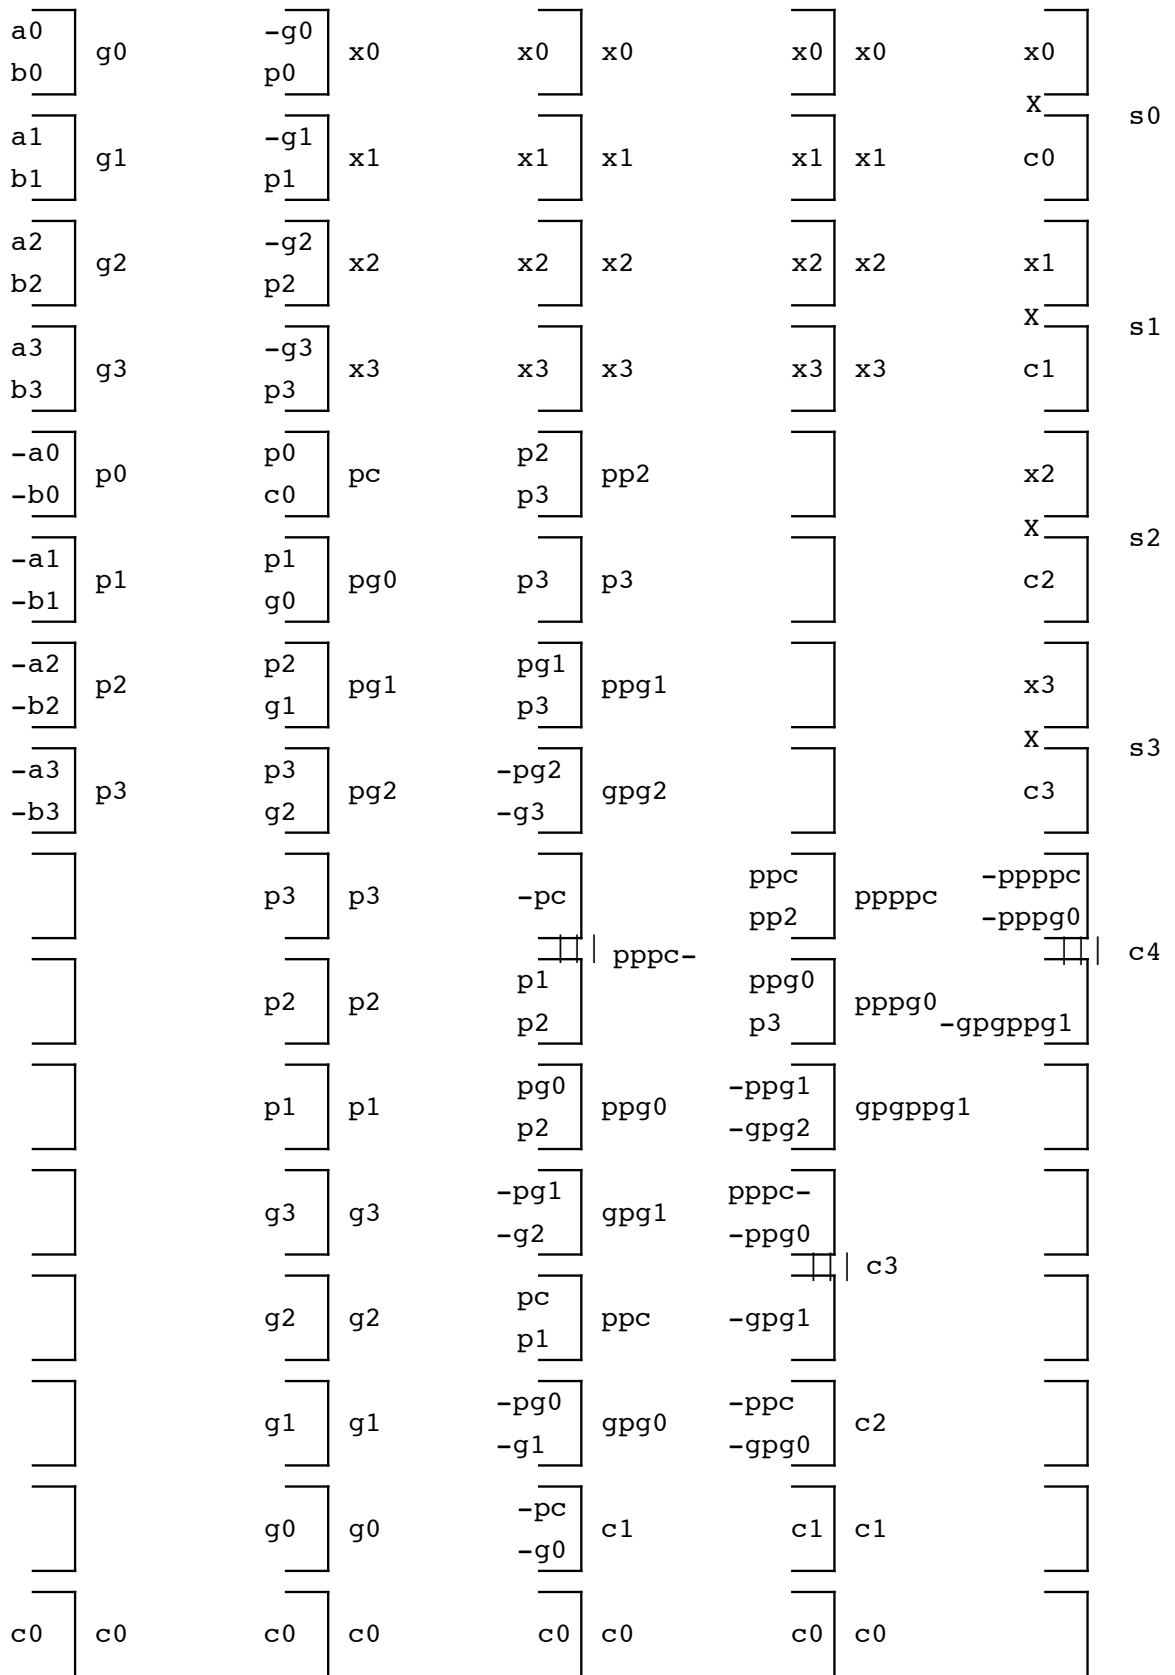 a0 -g0
g0 x0 x0 x0 x0 x0 x0
b0 p0
X s0
a1 -g1
g1 x1 x1 x1 x1 x1 c0
b1 p1
a2 -g2
g2 x2 x2 x2 x2 x2 x1
b2 p2
X s1
a3 -g3
g3 x3 x3 x3 x3 x3 c1
b3 p3
-a0 p0 p2
p0 pc pp2 x2
-b0 c0 p3
X s2
-a1 p1
p1 pg0 p3 p3 c2
-b1 g0
-a2 p2 pg1
p2 pg1 ppg1 x3
-b2 g1 p3
X s3
-a3 p3 -pg2
p3 pg2 gpg2 c3
-b3 g2 -g3
ppc -ppppc
p3 p3 -pc ppppc
pp2 -pppg0
pppc- c4
p1 ppg0
p2 p2 pppg0
p2 p3 -gpgppg1
pg0 -ppg1
p1 p1 ppg0 gpgppg1
p2 -gpg2
-pg1 pppc-
g3 g3 gpg1
-g2 -ppg0
c3
pc
g2 g2 ppc -gpg1
p1
-pg0 -ppc
g1 g1 gpg0 c2
-g1 -gpg0
-pc
g0 g0 c1 c1 c1
-g0
c0 c0 c0 c0 c0 c0 c0 c0